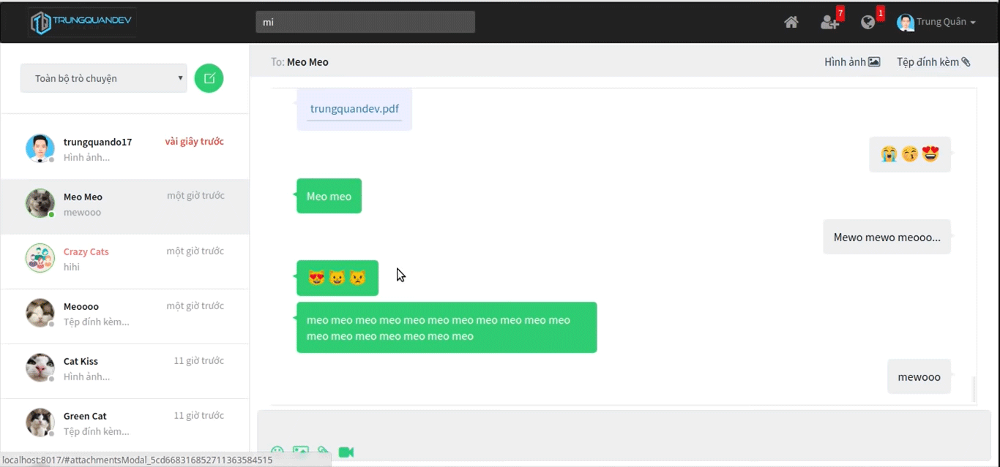 TRUNGQUANDEV
mi
7
1
Trung Quân
Toàn bộ trò chuyện
To: Meo Meo
Hình ảnh
Tệp đính kèm
trungquando17
vài giây trước
Hình ảnh...
Meo Meo
một giờ trước
mewooo
Crazy Cats
một giờ trước
hihi
Meoooo
một giờ trước
Tệp đính kèm...
Cat Kiss
11 giờ trước
Hình ảnh...
Green Cat
11 giờ trước
Tệp đính kèm...
trungquandev.pdf
😭😙😍
Meo meo
Mewo mewo meooo...
😻😺😾
meo meo meo meo meo meo meo meo meo meo meo
meo meo meo meo meo meo meo
mewooo
localhost:8017/#attachmentsModal_5cd668316852711363584515